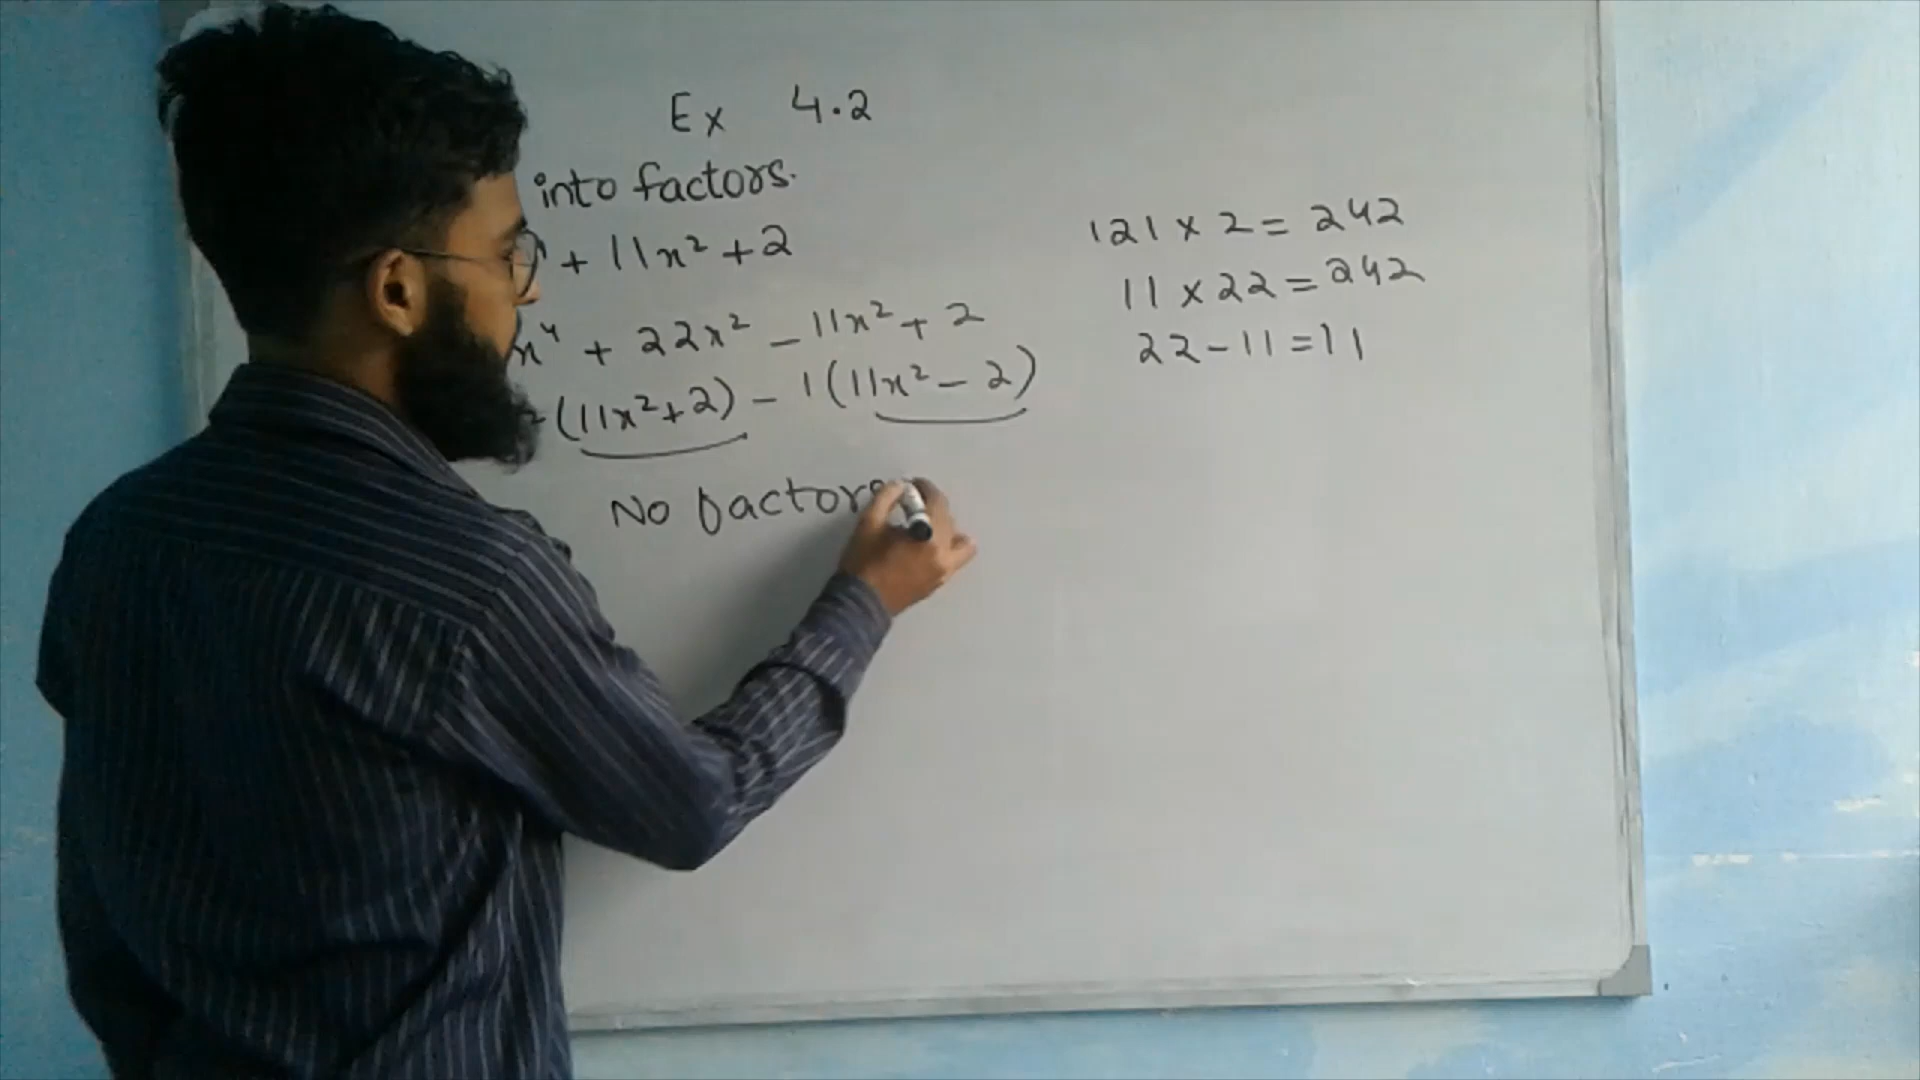 Ex 4.2
into factors.
+ 11x² + 2
x⁴ + 22x² - 11x² + 2
² (11x²+2) - 1(11x² - 2)
No factors
121 x 2 = 242
11 x 22 = 242
22 - 11 = 11